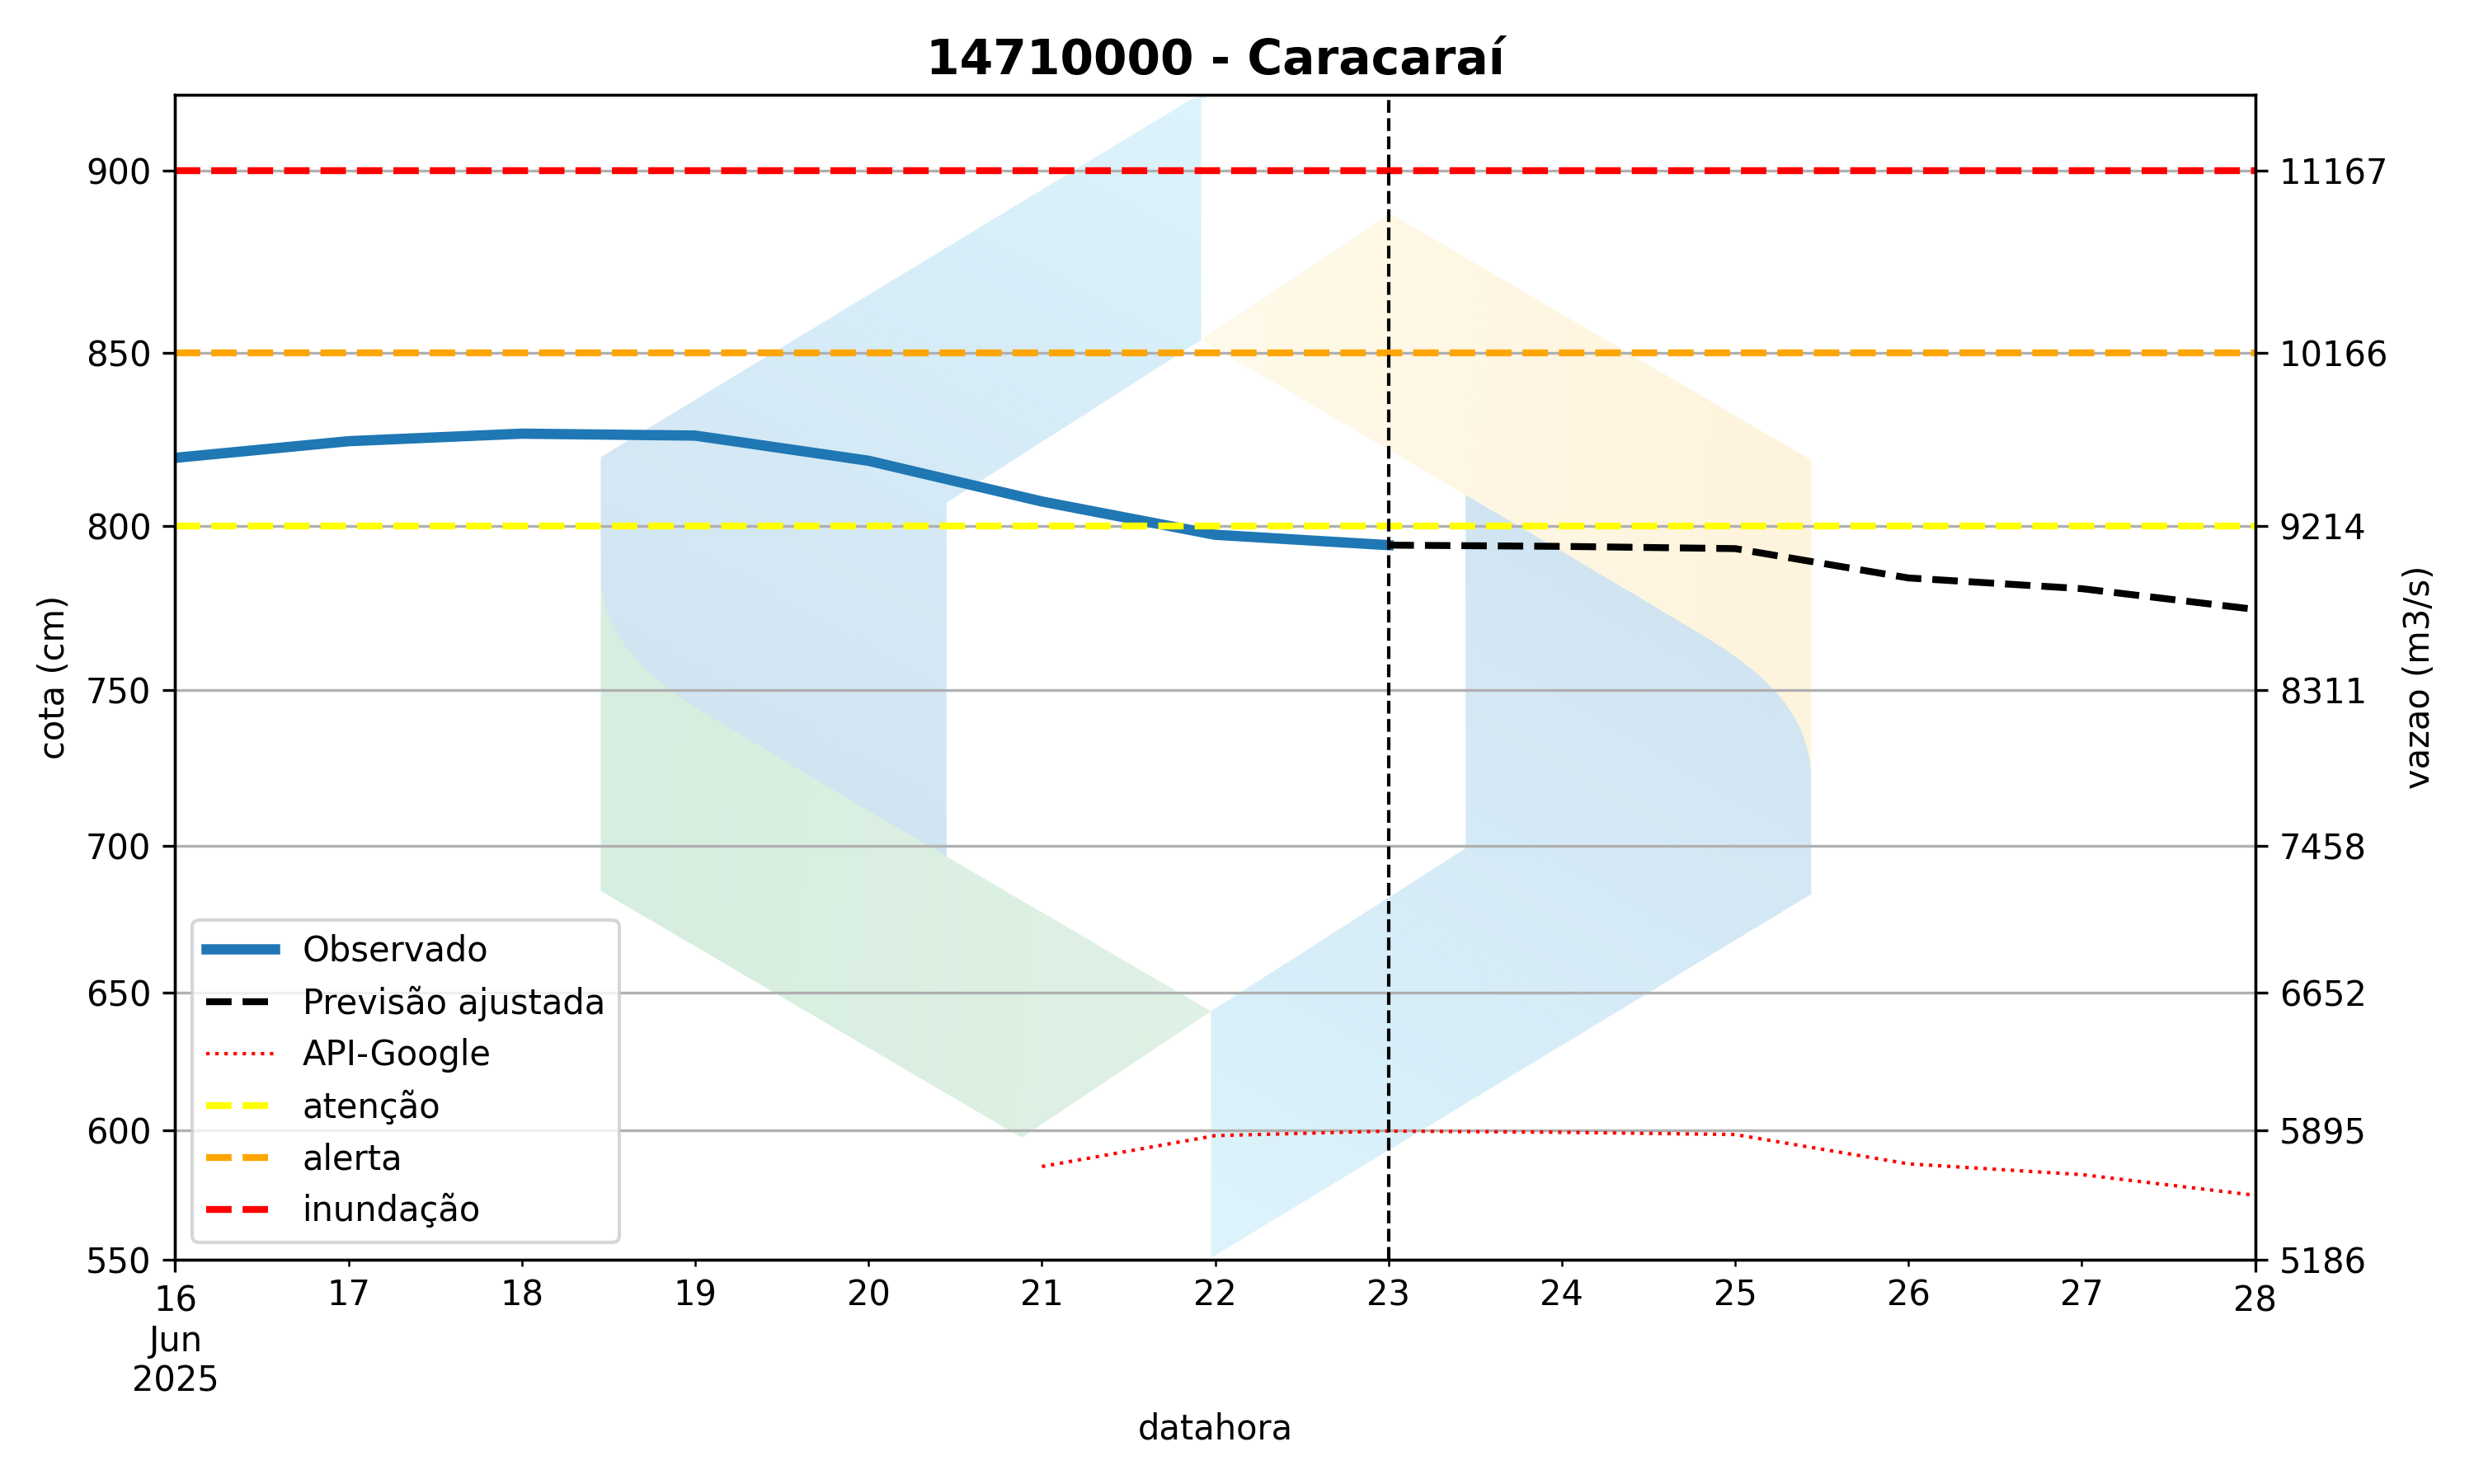 14710000 - Caracaraí
cota (cm)
900
850
800
750
700
650
600
550
11167
10166
9214
8311
7458
6652
5895
5186
vazao (m3/s)
Observado
Previsão ajustada
API-Google
atenção
alerta
inundação
16 17 18 19 20 21 22 23 24 25 26 27 28
Jun
2025
datahora